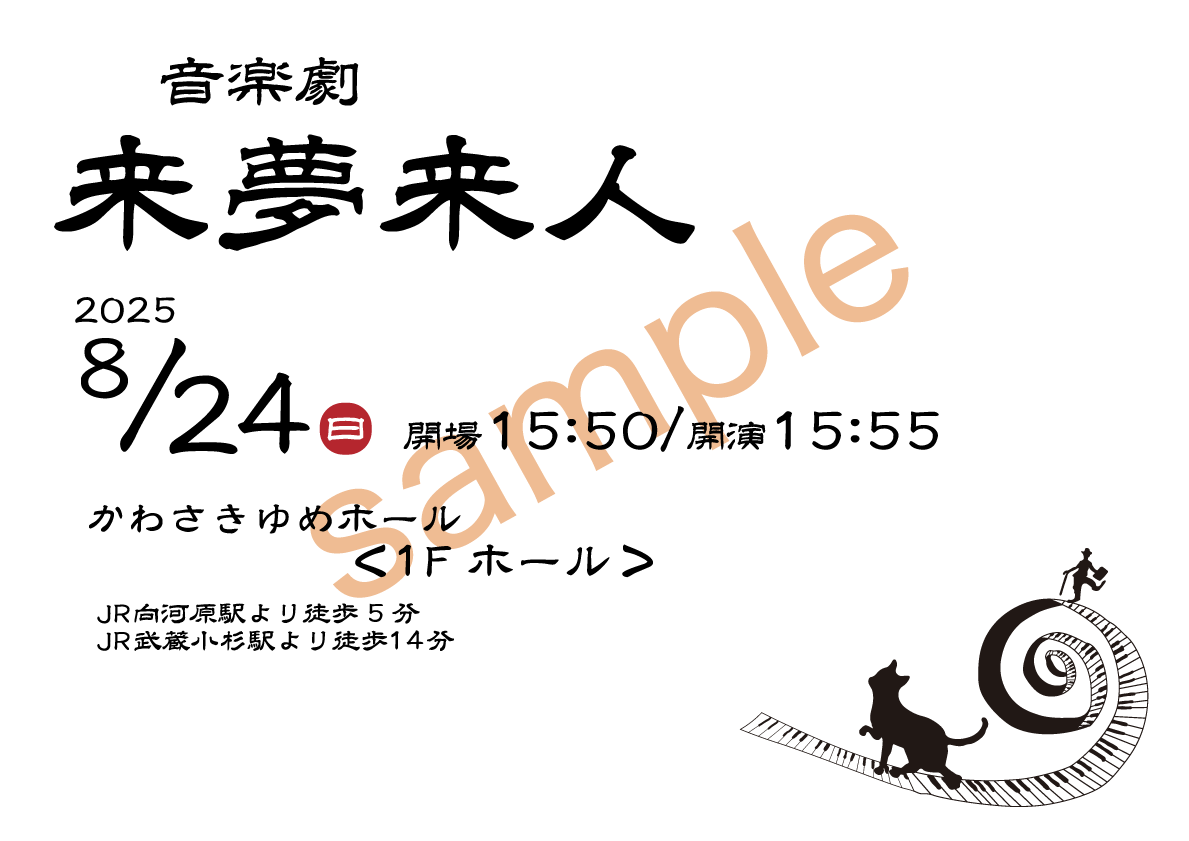 音楽劇
来夢来人
2025
8/24 日 開場15:50/開演15:55
かわさきゆめホール
<1F ホール>
JR向河原駅より徒歩5分
JR武蔵小杉駅より徒歩14分
sample